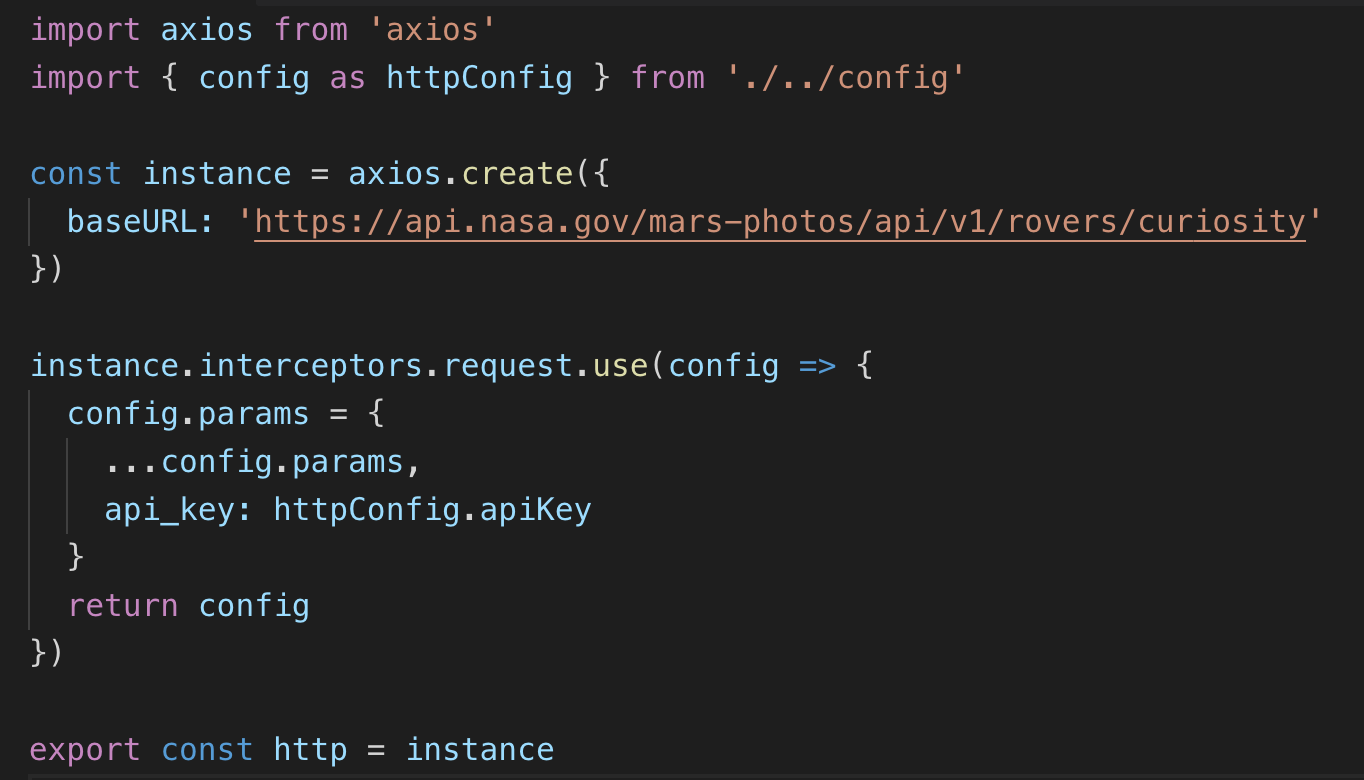 import axios from 'axios'
import { config as httpConfig } from './../config'
const instance = axios.create({
  baseURL: 'https://api.nasa.gov/mars-photos/api/v1/rovers/curiosity'
})
instance.interceptors.request.use(config => {
  config.params = {
    ...config.params,
    api_key: httpConfig.apiKey
  }
  return config
})
export const http = instance